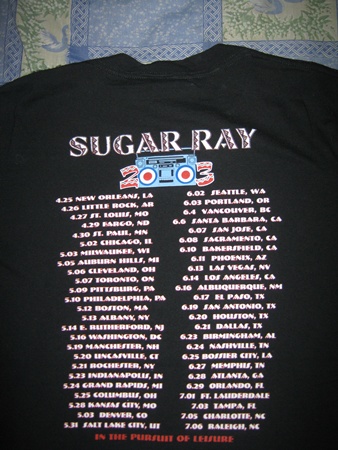 SUGAR RAY
2003
4.25 NEW ORLEANS, LA
4.26 LITTLE ROCK, AR
4.27 ST. LOUIS, MO
4.29 FARGO, ND
4.30 ST. PAUL, MN
5.02 CHICAGO, IL
5.03 MILWAUKEE, WI
5.05 AUBURN HILLS, MI
5.06 CLEVELAND, OH
5.07 TORONTO, ON
5.09 PITTSBURG, PA
5.10 PHILADELPHIA, PA
5.12 BOSTON, MA
5.13 ALBANY, NY
5.14 E. RUTHERFORD, NJ
5.16 WASHINGTON, DC
5.19 MANCHESTER, NH
5.20 UNCASVILLE, CT
5.21 ROCHESTER, NY
5.23 INDIANAPOLIS, IN
5.24 GRAND RAPIDS, MI
5.25 COLUMBUS, OH
5.28 KANSAS CITY, MO
5.03 DENVER, CO
5.31 SALT LAKE CITY, UT
6.02 SEATTLE, WA
6.03 PORTLAND, OR
6.4 VANCOUVER, BC
6.6 SANTA BARBARA, CA
6.07 SAN JOSE, CA
6.08 SACRAMENTO, CA
6.10 BAKERSFIELD, CA
6.11 PHOENIX, AZ
6.13 LAS VEGAS, NV
6.14 LOS ANGELES, CA
6.16 ALBUQUERQUE, NM
6.17 EL PASO, TX
6.19 SAN ANTONIO, TX
6.20 HOUSTON, TX
6.21 DALLAS, TX
6.23 BIRMINGHAM, AL
6.24 NASHVILLE, TN
6.25 BOSSIER CITY, LA
6.27 MEMPHIS, TN
6.28 ATLANTA, GA
6.29 ORLANDO, FL
7.01 FT. LAUDERDALE
7.03 TAMPA, FL
7.05 CHARLOTTE, NC
7.06 RALEIGH, NC
IN THE PURSUIT OF LEISURE